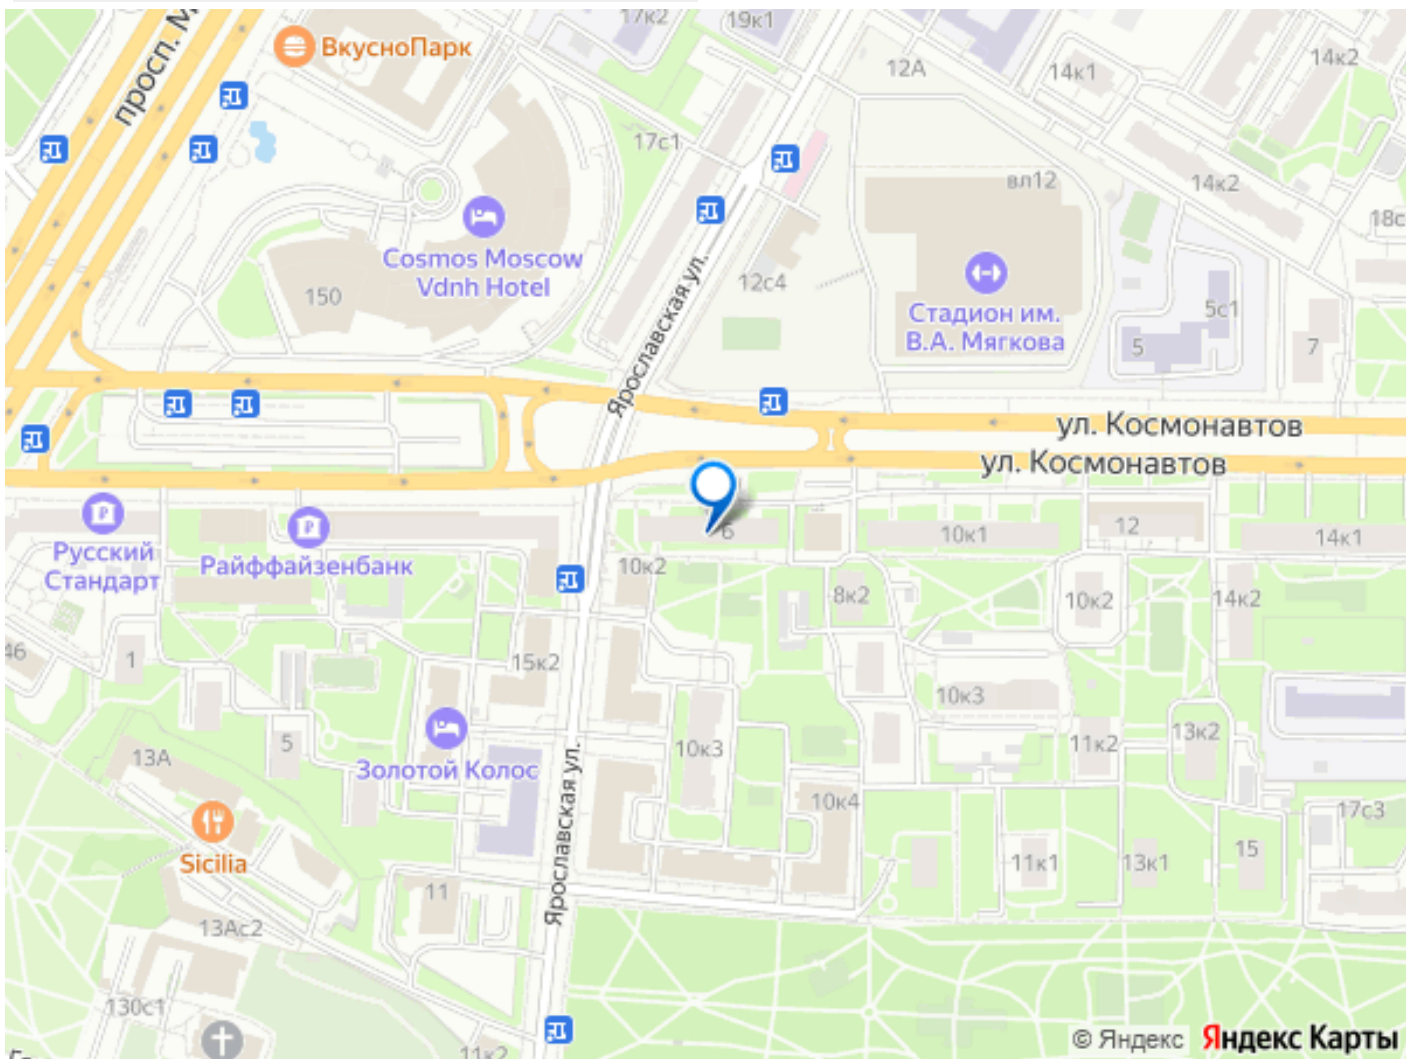 17к2
19к1
ВкусноПарк
просп. М
12А
14к1
14к2
17с1
вл12
14к2
18с
Cosmos Moscow
Vdnh Hotel
150
12с4
Ярославская ул.
Стадион им.
В.А. Мягкова
5с1
5
7
ул. Космонавтов
ул. Космонавтов
Русский
Стандарт
Райффайзенбанк
6
10к1
12
14к1
10к2
8к2
10к2
14к2
46
1
15к2
10к3
13А
5
Золотой Колос
10к3
11к2
13к2
Ярославская ул.
10к4
17с3
Sicilia
11
11к1
13к1
15
13Ас2
130с1
11к2
© Яндекс Яндекс Карты